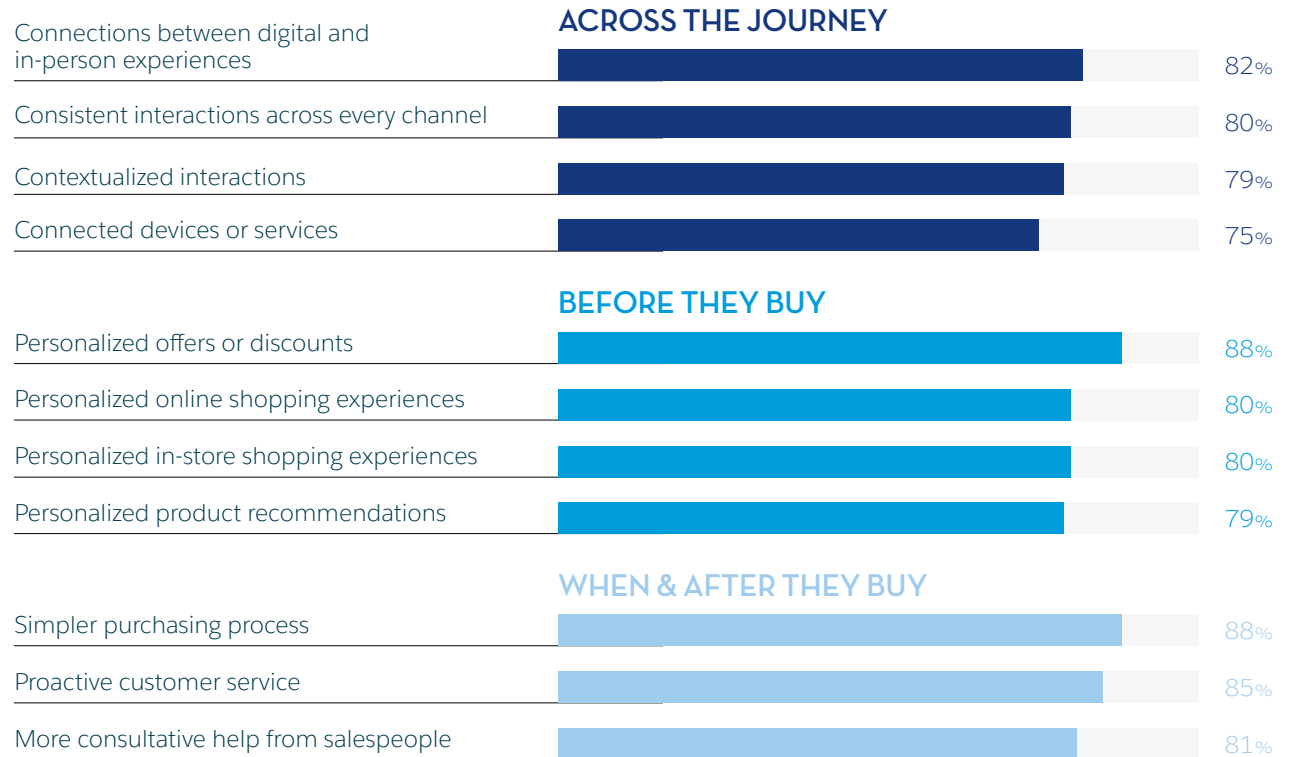 ACROSS THE JOURNEY
Connections between digital and
in-person experiences
82%
Consistent interactions across every channel
80%
Contextualized interactions
79%
Connected devices or services
75%
BEFORE THEY BUY
Personalized offers or discounts
88%
Personalized online shopping experiences
80%
Personalized in-store shopping experiences
80%
Personalized product recommendations
79%
WHEN & AFTER THEY BUY
Simpler purchasing process
88%
Proactive customer service
85%
More consultative help from salespeople
81%